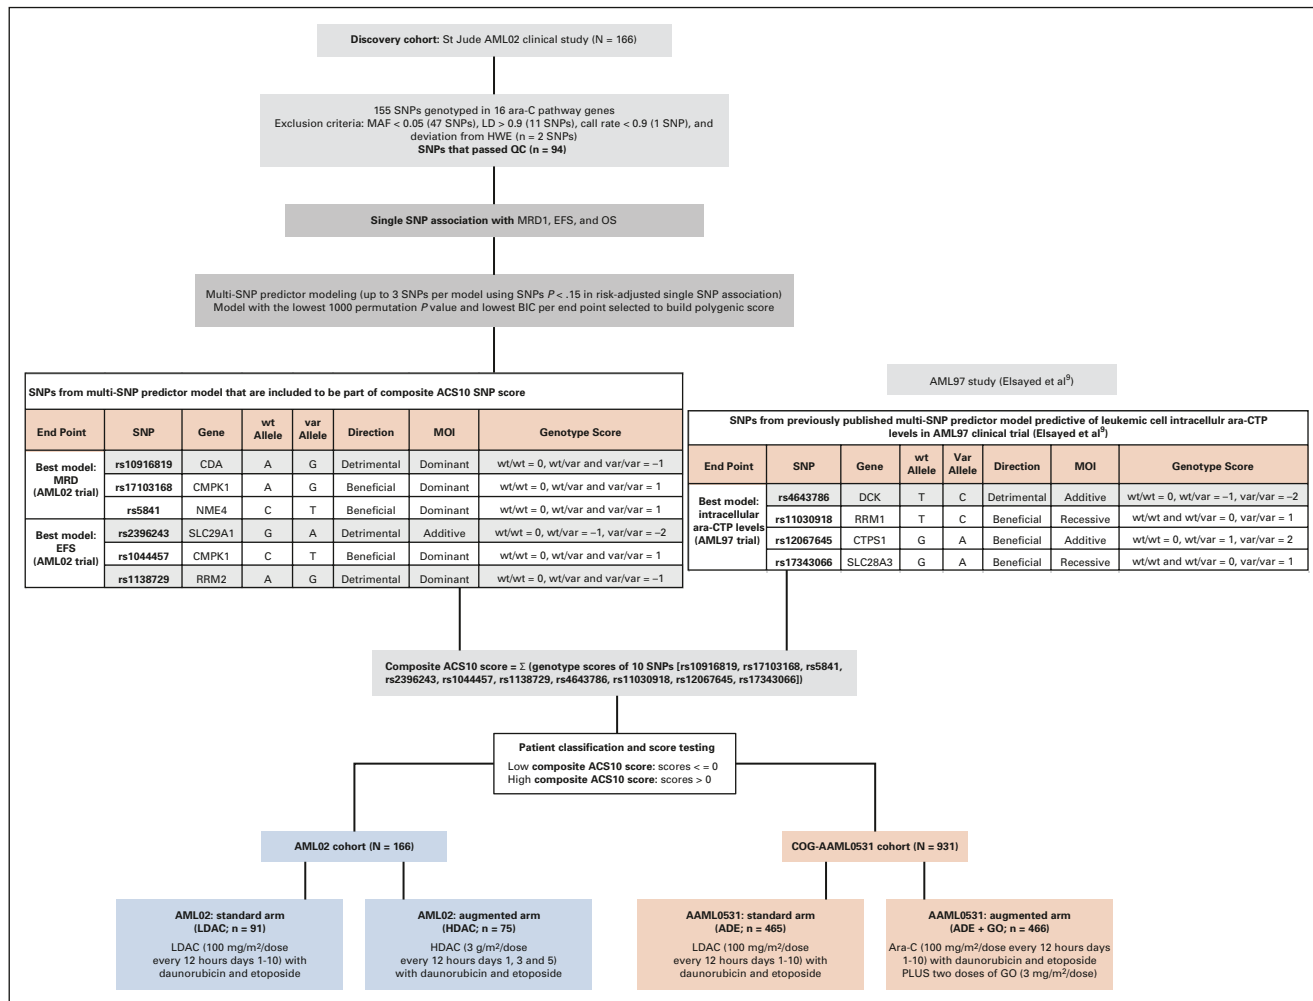 Discovery cohort: St Jude AML02 clinical study (N = 166)
155 SNPs genotyped in 16 ara-C pathway genes
Exclusion criteria: MAF < 0.05 (47 SNPs), LD > 0.9 (11 SNPs), call rate < 0.9 (1 SNP), and
deviation from HWE (n = 2 SNPs)
SNPs that passed QC (n = 94)
Single SNP association with MRD1, EFS, and OS
Multi-SNP predictor modeling (up to 3 SNPs per model using SNPs P < .15 in risk-adjusted single SNP association)
Model with the lowest 1000 permutation P value and lowest BIC per end point selected to build polygenic score
SNPs from multi-SNP predictor model that are included to be part of composite ACS10 SNP score
End Point SNP Gene wt Allele var Allele Direction MOI Genotype Score
Best model: MRD (AML02 trial)
rs10916819 CDA A G Detrimental Dominant wt/wt = 0, wt/var and var/var = –1
rs17103168 CMPK1 A G Beneficial Dominant wt/wt = 0, wt/var and var/var = 1
rs5841 NME4 C T Beneficial Dominant wt/wt = 0, wt/var and var/var = 1
Best model: EFS (AML02 trial)
rs2396243 SLC29A1 G A Detrimental Additive wt/wt = 0, wt/var = –1, var/var = –2
rs1044457 CMPK1 C T Beneficial Dominant wt/wt = 0, wt/var and var/var = 1
rs1138729 RRM2 A G Detrimental Dominant wt/wt = 0, wt/var and var/var = –1
AML97 study (Elsayed et al9)
SNPs from previously published multi-SNP predictor model predictive of leukemic cell intracellulr ara-CTP
levels in AML97 clinical trial (Elsayed et al9)
End Point SNP Gene wt Allele Var Allele Direction MOI Genotype Score
Best model: intracellular ara-CTP levels (AML97 trial)
rs4643786 DCK T C Detrimental Additive wt/wt = 0, wt/var = –1, var/var = –2
rs11030918 RRM1 T C Beneficial Recessive wt/wt and wt/var = 0, var/var = 1
rs12067645 CTPS1 G A Beneficial Additive wt/wt = 0, wt/var = 1, var/var = 2
rs17343066 SLC28A3 G A Beneficial Recessive wt/wt and wt/var = 0, var/var = 1
Composite ACS10 score = Σ (genotype scores of 10 SNPs [rs10916819, rs17103168, rs5841,
rs2396243, rs1044457, rs1138729, rs4643786, rs11030918, rs12067645, rs17343066])
Patient classification and score testing
Low composite ACS10 score: scores < = 0
High composite ACS10 score: scores > 0
AML02 cohort (N = 166)
COG-AAML0531 cohort (N = 931)
AML02: standard arm
(LDAC; n = 91)
LDAC (100 mg/m²/dose
every 12 hours days 1-10) with
daunorubicin and etoposide
AML02: augmented arm
(HDAC; n = 75)
HDAC (3 g/m²/dose
every 12 hours days 1, 3 and 5)
with daunorubicin and etoposide
AAML0531: standard arm
(ADE; n = 465)
LDAC (100 mg/m²/dose
every 12 hours days 1-10) with
daunorubicin and etoposide
AAML0531: augmented arm
(ADE + GO; n = 466)
Ara-C (100 mg/m²/dose every 12 hours days
1-10) with daunorubicin and etoposide
PLUS two doses of GO (3 mg/m²/dose)